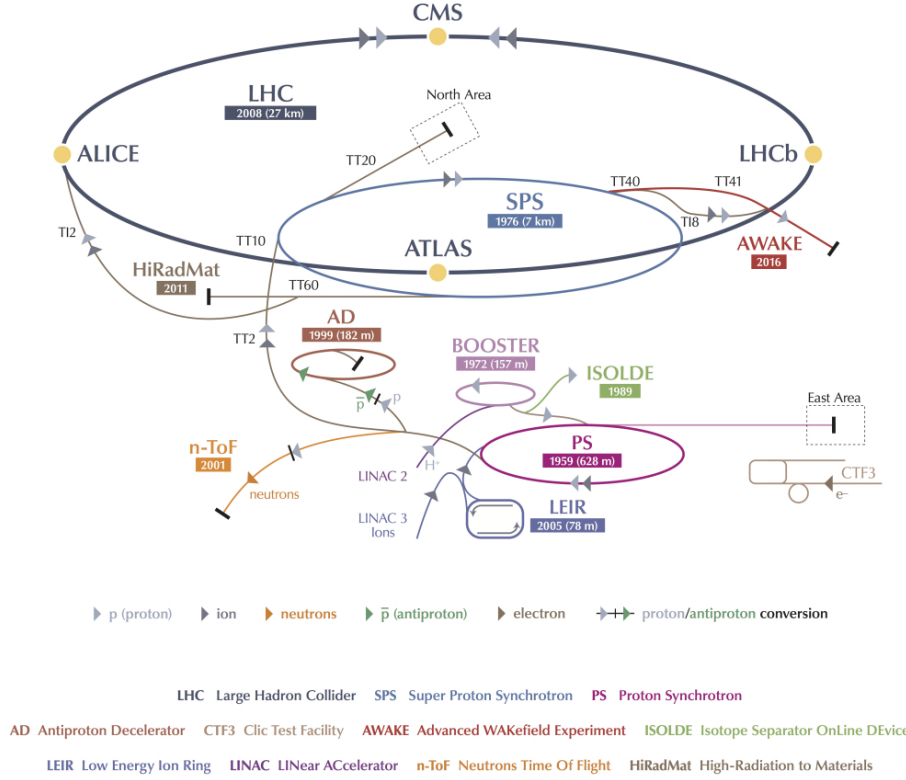 CMS
LHC
2008 (27 km)
North Area
ALICE
LHCb
TT20
TT40
TT41
SPS
1976 (7 km)
TI2
TT10
TI8
ATLAS
AWAKE
2016
HiRadMat
2011
TT60
AD
1999 (182 m)
TT2
BOOSTER
1972 (157 m)
ISOLDE
1989
p̅
p
East Area
n-ToF
2001
PS
1959 (628 m)
LINAC 2
H⁺
neutrons
CTF3
e⁻
LEIR
2005 (78 m)
LINAC 3
Ions
p (proton) ion neutrons p̅ (antiproton) electron proton/antiproton conversion
LHC Large Hadron Collider SPS Super Proton Synchrotron PS Proton Synchrotron
AD Antiproton Decelerator CTF3 Clic Test Facility AWAKE Advanced WAKefield Experiment ISOLDE Isotope Separator OnLine DEvice
LEIR Low Energy Ion Ring LINAC LINear ACcelerator n-ToF Neutrons Time Of Flight HiRadMat High-Radiation to Materials